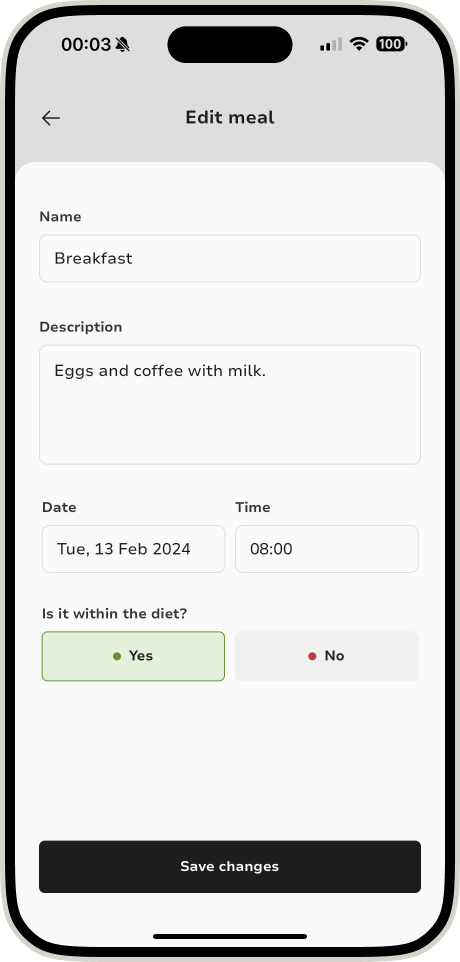 00:03
100
Edit meal
Name
Breakfast
Description
Eggs and coffee with milk.
Date
Time
Tue, 13 Feb 2024
08:00
Is it within the diet?
Yes
No
Save changes